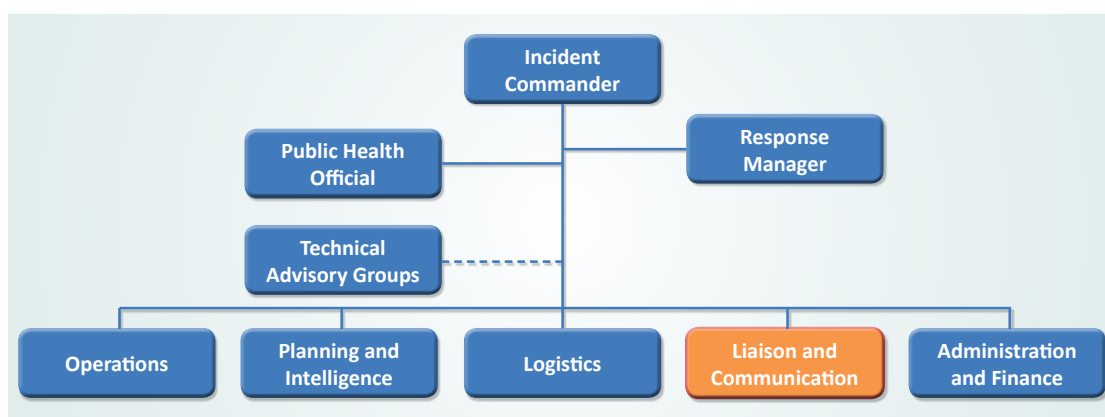 Incident
Commander
Public Health
Official
Response
Manager
Technical
Advisory Groups
Operations
Planning and
Intelligence
Logistics
Liaison and
Communication
Administration
and Finance